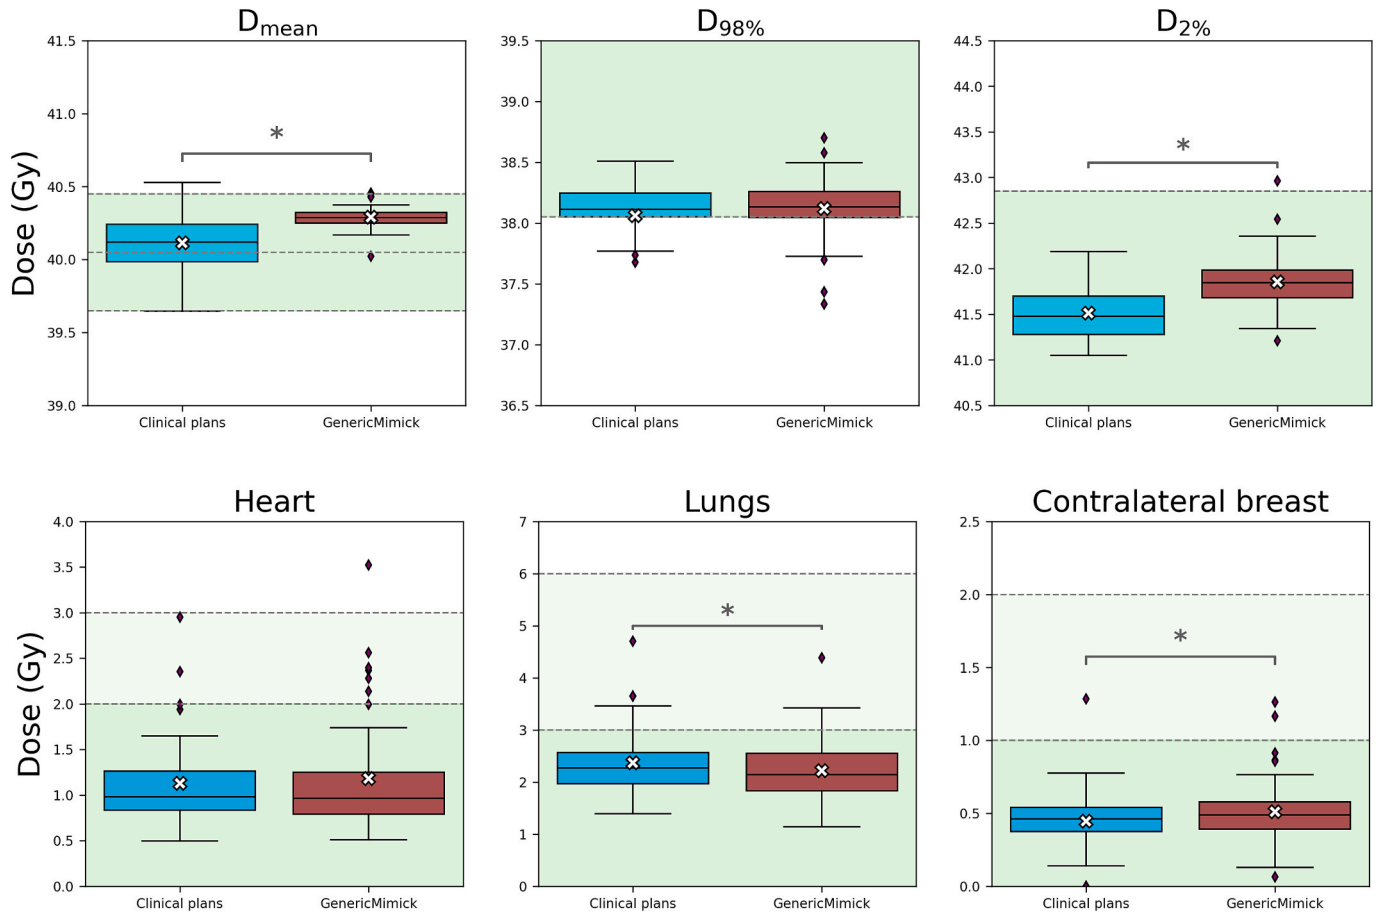 D_mean
D_98%
D_2%
Dose (Gy)
41.5
41.0
40.5
40.0
39.5
39.0
*
Clinical plans
GenericMimick
39.5
39.0
38.5
38.0
37.5
37.0
36.5
Clinical plans
GenericMimick
44.5
44.0
43.5
43.0
42.5
42.0
41.5
41.0
40.5
*
Clinical plans
GenericMimick
Heart
Lungs
Contralateral breast
Dose (Gy)
4.0
3.5
3.0
2.5
2.0
1.5
1.0
0.5
0.0
Clinical plans
GenericMimick
7
6
5
4
3
2
1
0
*
Clinical plans
GenericMimick
2.5
2.0
1.5
1.0
0.5
0.0
*
Clinical plans
GenericMimick